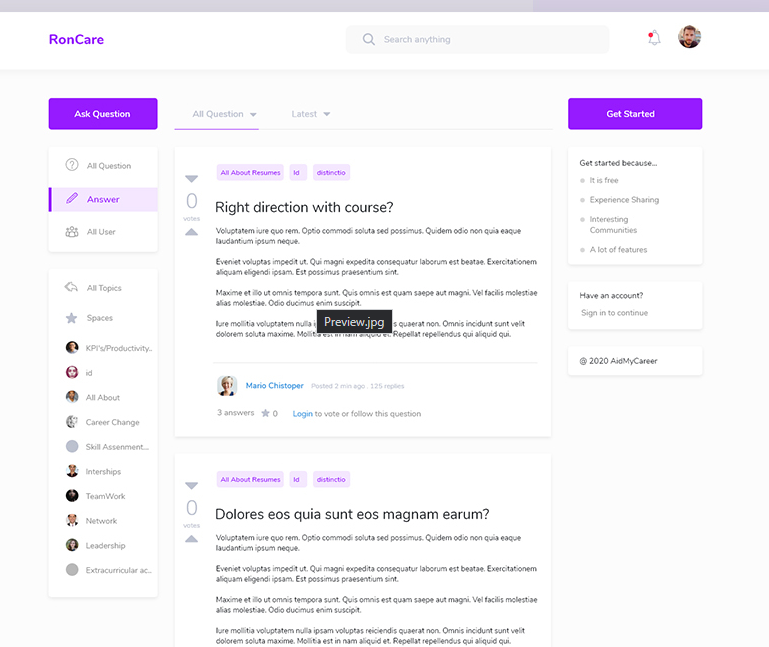 RonCare
Search anything
Ask Question
All Question
Latest
Get Started
All Question
Answer
All User
All Topics
Spaces
KPI's/Productivity..
id
All About
Career Change
Skill Assenment...
Interships
TeamWork
Network
Leadership
Extracurricular ac..
0
votes
All About Resumes
Id
distinctio
Right direction with course?
Voluptatem iure quo rem. Optio commodi soluta sed possimus. Quidem odio non quia eaque
laudantium ipsum neque.
Eveniet voluptas impedit ut. Qui magni expedita consequatur laborum est beatae. Exercitationem
aliquam eligendi ipsam. Est possimus praesentium sint.
Maxime et illo ut omnis tempora sunt. Quis omnis est quam saepe aut magni. Vel facilis molestiae
alias molestiae. Odio ducimus enim suscipit.
Iure mollitia voluptatem nulla quaerat non. Omnis incidunt sunt velit
dolorem soluta maxime. Mollitia est in nam aliquid et. Repellat repellendus qui aliquid qui.
Preview.jpg
Mario Chistoper
Posted 2 min ago . 125 replies
3 answers
0
Login to vote or follow this question
0
votes
All About Resumes
Id
distinctio
Dolores eos quia sunt eos magnam earum?
Voluptatem iure quo rem. Optio commodi soluta sed possimus. Quidem odio non quia eaque
laudantium ipsum neque.
Eveniet voluptas impedit ut. Qui magni expedita consequatur laborum est beatae. Exercitationem
aliquam eligendi ipsam. Est possimus praesentium sint.
Maxime et illo ut omnis tempora sunt. Quis omnis est quam saepe aut magni. Vel facilis molestiae
alias molestiae. Odio ducimus enim suscipit.
Iure mollitia voluptatem nulla ipsam voluptas reiciendis quaerat non. Omnis incidunt sunt velit
dolorem soluta maxime. Mollitia est in nam aliquid et. Repellat repellendus qui aliquid qui.
Get started because...
It is free
Experience Sharing
Interesting
Communities
A lot of features
Have an account?
Sign in to continue
@ 2020 AidMyCareer